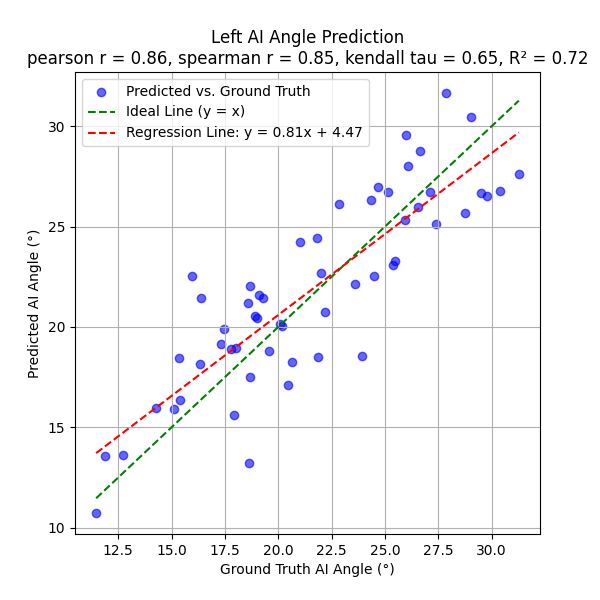 Left AI Angle Prediction
pearson r = 0.86, spearman r = 0.85, kendall tau = 0.65, R² = 0.72
Predicted vs. Ground Truth
Ideal Line (y = x)
Regression Line: y = 0.81x + 4.47
Predicted AI Angle (°)
30
25
20
15
10
12.5 15.0 17.5 20.0 22.5 25.0 27.5 30.0
Ground Truth AI Angle (°)